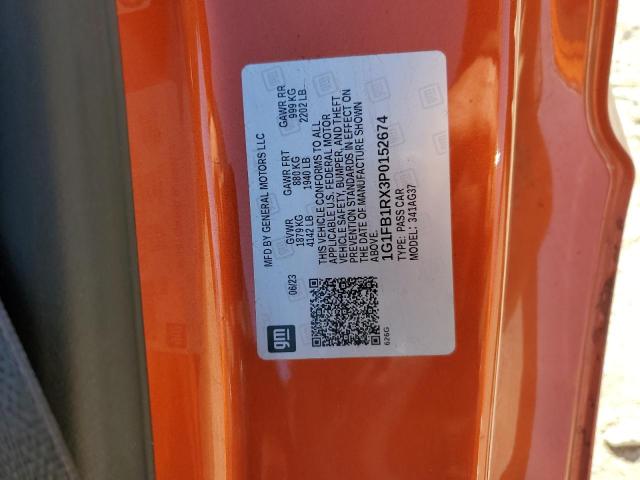 MFD BY GENERAL MOTORS LLC
GVWR GAWR FRT GAWR RR
1879 KG 880 KG 999 KG
4142 LB 1940 LB 2202 LB
THIS VEHICLE CONFORMS TO ALL
APPLICABLE U.S. FEDERAL MOTOR
VEHICLE SAFETY, BUMPER, AND THEFT
PREVENTION STANDARDS IN EFFECT ON
THE DATE OF MANUFACTURE SHOWN
ABOVE.
1G1FB1RX3P0152674
TYPE: PASS CAR
MODEL: 341AG37
06/23
gm
626G